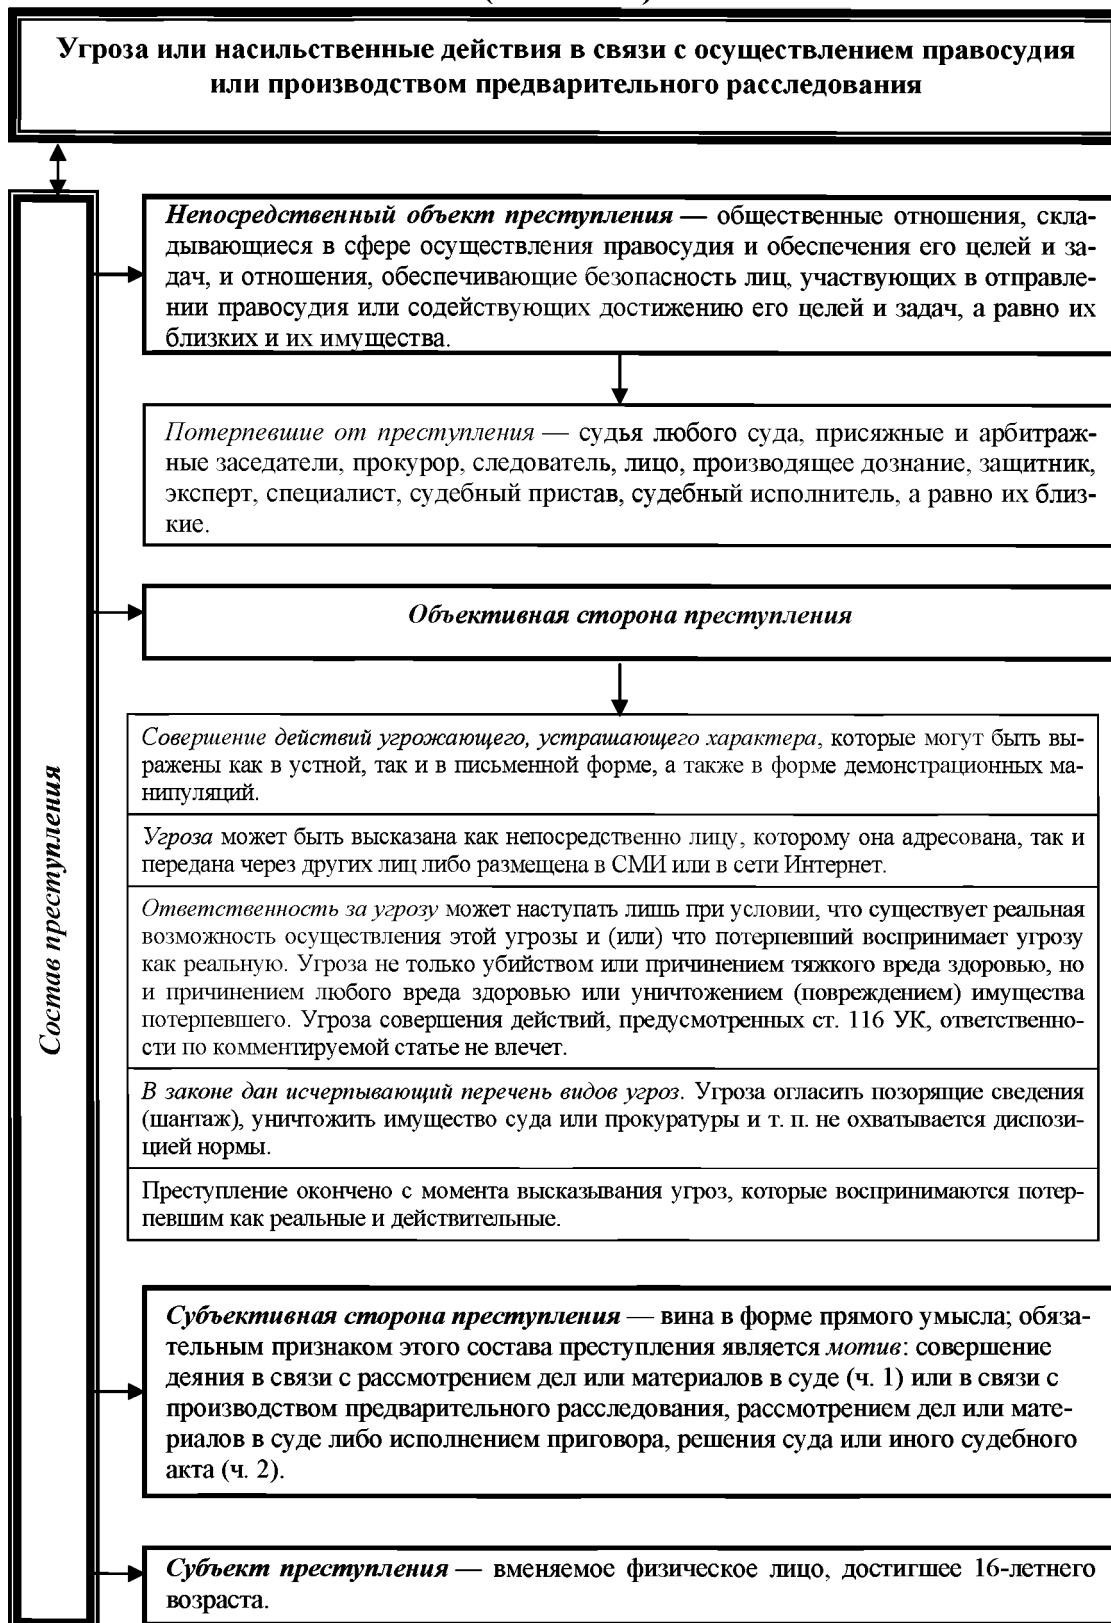 Угроза или насильственные действия в связи с осуществлением правосудия
или производством предварительного расследования
Состав преступления
Непосредственный объект преступления — общественные отношения, скла-
дывающиеся в сфере осуществления правосудия и обеспечения его целей и за-
дач, и отношения, обеспечивающие безопасность лиц, участвующих в отправле-
нии правосудия или содействующих достижению его целей и задач, а равно их
близких и их имущества.
Потерпевшие от преступления — судья любого суда, присяжные и арбитраж-
ные заседатели, прокурор, следователь, лицо, производящее дознание, защитник,
эксперт, специалист, судебный пристав, судебный исполнитель, а равно их близ-
кие.
Объективная сторона преступления
Совершение действий угрожающего, устрашающего характера, которые могут быть вы-
ражены как в устной, так и в письменной форме, а также в форме демонстрационных ма-
нипуляций.
Угроза может быть высказана как непосредственно лицу, которому она адресована, так и
передана через других лиц либо размещена в СМИ или в сети Интернет.
Ответственность за угрозу может наступать лишь при условии, что существует реальная
возможность осуществления этой угрозы и (или) что потерпевший воспринимает угрозу
как реальную. Угроза не только убийством или причинением тяжкого вреда здоровью, но
и причинением любого вреда здоровью или уничтожением (повреждением) имущества
потерпевшего. Угроза совершения действий, предусмотренных ст. 116 УК, ответственно-
сти по комментируемой статье не влечет.
В законе дан исчерпывающий перечень видов угроз. Угроза огласить позорящие сведения
(шантаж), уничтожить имущество суда или прокуратуры и т. п. не охватывается диспози-
цией нормы.
Преступление окончено с момента высказывания угроз, которые воспринимаются потер-
певшим как реальные и действительные.
Субъективная сторона преступления — вина в форме прямого умысла; обяза-
тельным признаком этого состава преступления является мотив: совершение
деяния в связи с рассмотрением дел или материалов в суде (ч. 1) или в связи с
производством предварительного расследования, рассмотрением дел или мате-
риалов в суде либо исполнением приговора, решения суда или иного судебного
акта (ч. 2).
Субъект преступления — вменяемое физическое лицо, достигшее 16-летнего
возраста.